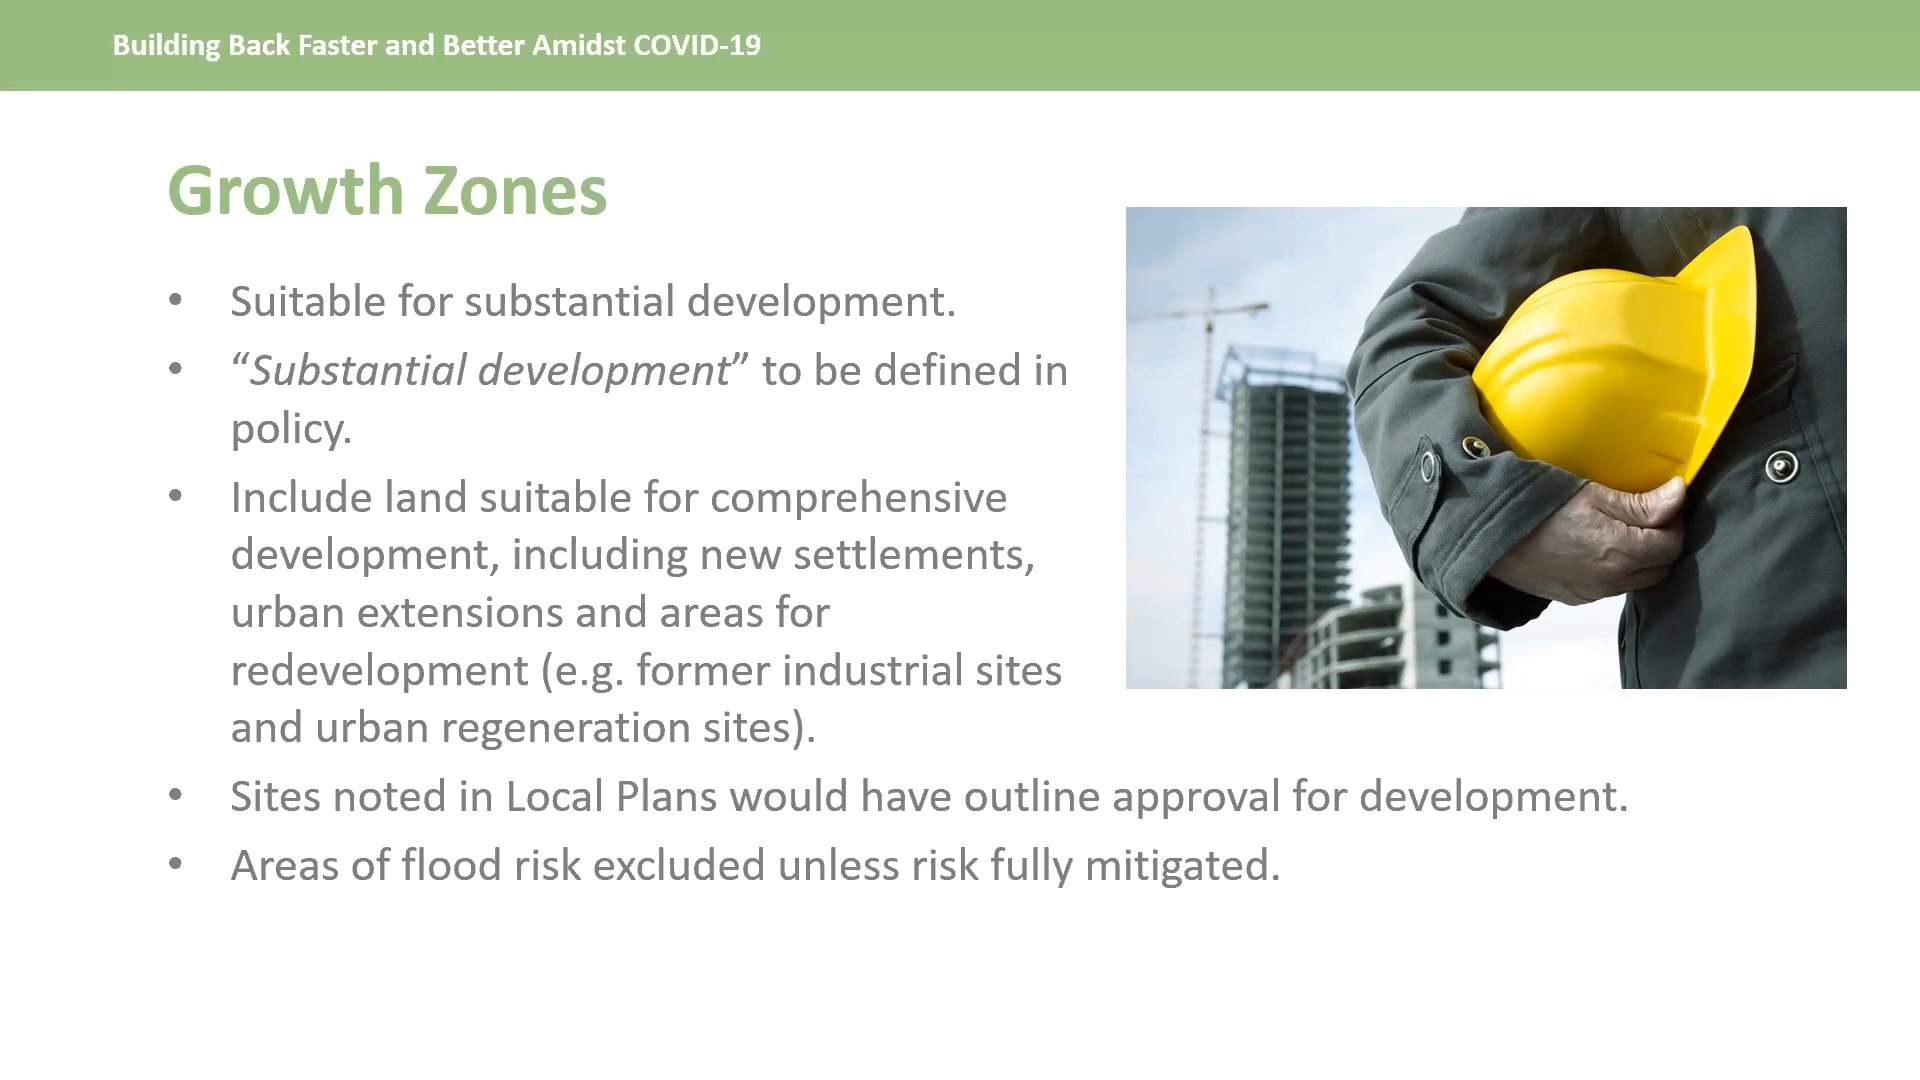 Building Back Faster and Better Amidst COVID-19
Growth Zones
• Suitable for substantial development.
• “Substantial development” to be defined in
policy.
• Include land suitable for comprehensive
development, including new settlements,
urban extensions and areas for
redevelopment (e.g. former industrial sites
and urban regeneration sites).
• Sites noted in Local Plans would have outline approval for development.
• Areas of flood risk excluded unless risk fully mitigated.